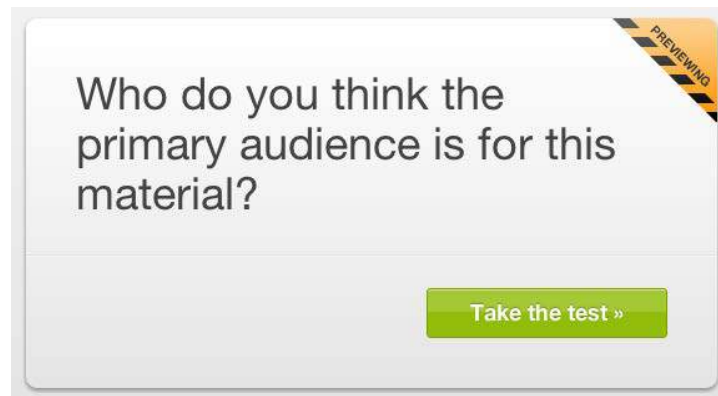 PREVIEWING
Who do you think the
primary audience is for this
material?
Take the test »